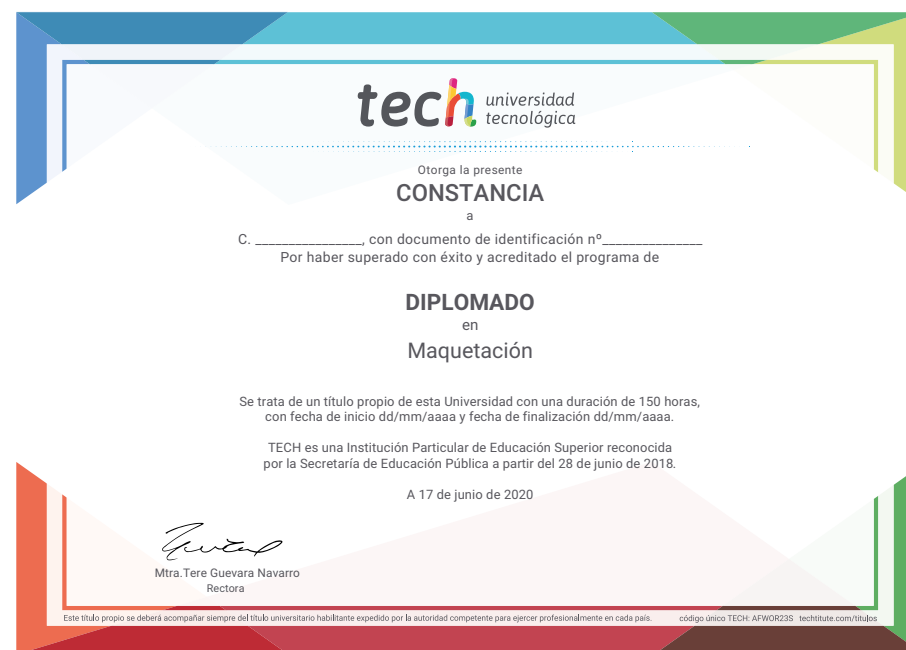 tech universidad
tecnológica
Otorga la presente
CONSTANCIA
a
C. ________________, con documento de identificación nº_______________
Por haber superado con éxito y acreditado el programa de
DIPLOMADO
en
Maquetación
Se trata de un título propio de esta Universidad con una duración de 150 horas,
con fecha de inicio dd/mm/aaaa y fecha de finalización dd/mm/aaaa.
TECH es una Institución Particular de Educación Superior reconocida
por la Secretaría de Educación Pública a partir del 28 de junio de 2018.
A 17 de junio de 2020
Mtra.Tere Guevara Navarro
Rectora
Este título propio se deberá acompañar siempre del título universitario habilitante expedido por la autoridad competente para ejercer profesionalmente en cada país. código único TECH: AFWOR23S techtitute.com/titulos